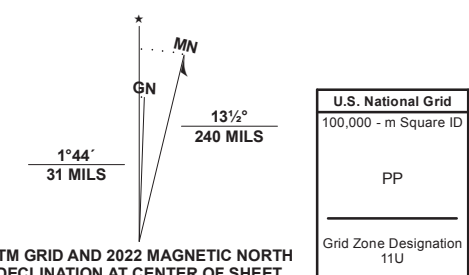 ★
MN
GN
13½°
240 MILS
1°44´
31 MILS
TM GRID AND 2022 MAGNETIC NORTH
DECLINATION AT CENTER OF SHEET
U.S. National Grid
100,000 - m Square ID
PP
Grid Zone Designation
11U